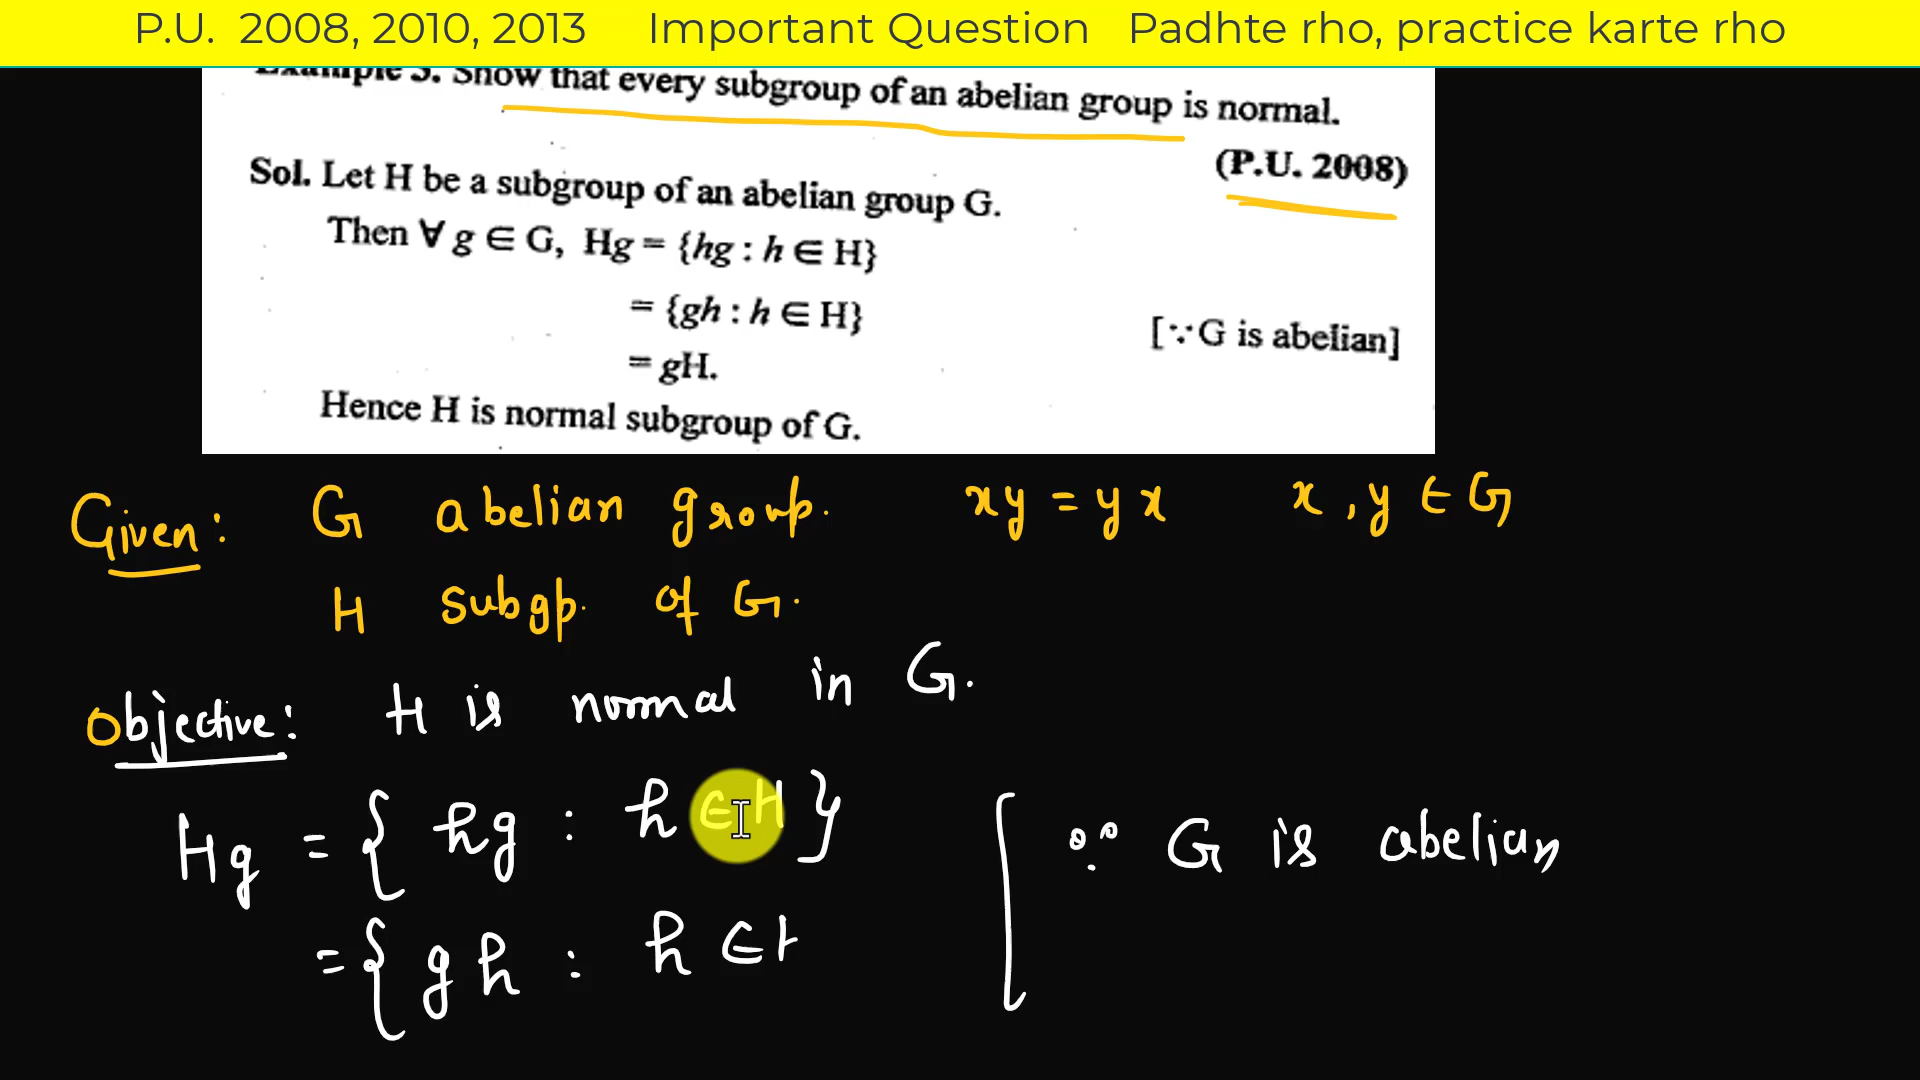 P.U. 2008, 2010, 2013 Important Question Padhte rho, practice karte rho
Example 3. Show that every subgroup of an abelian group is normal.
(P.U. 2008)
Sol. Let H be a subgroup of an abelian group G.
Then ∀ g ∈ G, Hg = {hg : h ∈ H}
= {gh : h ∈ H} [∵ G is abelian]
= gH.
Hence H is normal subgroup of G.
Given: G abelian group. xy = yx x, y ∈ G
H subgp. of G.
Objective: H is normal in G.
Hg = { hg : h ∈ H } [ ∵ G is abelian
= { gh : h ∈